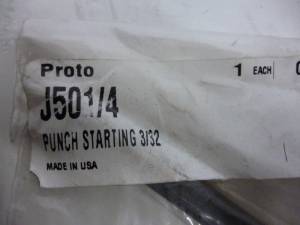 Proto 1 EACH
J501/4
PUNCH STARTING 3/32
MADE IN USA